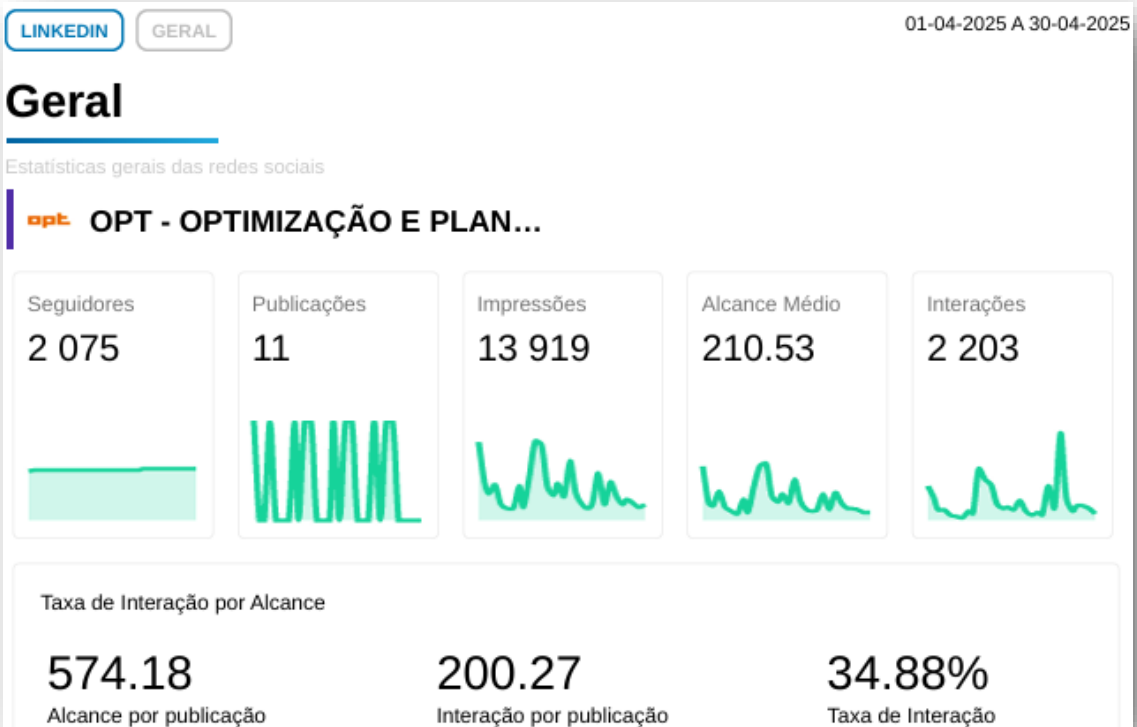 LINKEDIN GERAL 01-04-2025 A 30-04-2025
Geral
Estatísticas gerais das redes sociais
opt OPT - OPTIMIZAÇÃO E PLAN...
Seguidores Publicações Impressões Alcance Médio Interações
2 075 11 13 919 210.53 2 203
Taxa de Interação por Alcance
574.18 200.27 34.88%
Alcance por publicação Interação por publicação Taxa de Interação